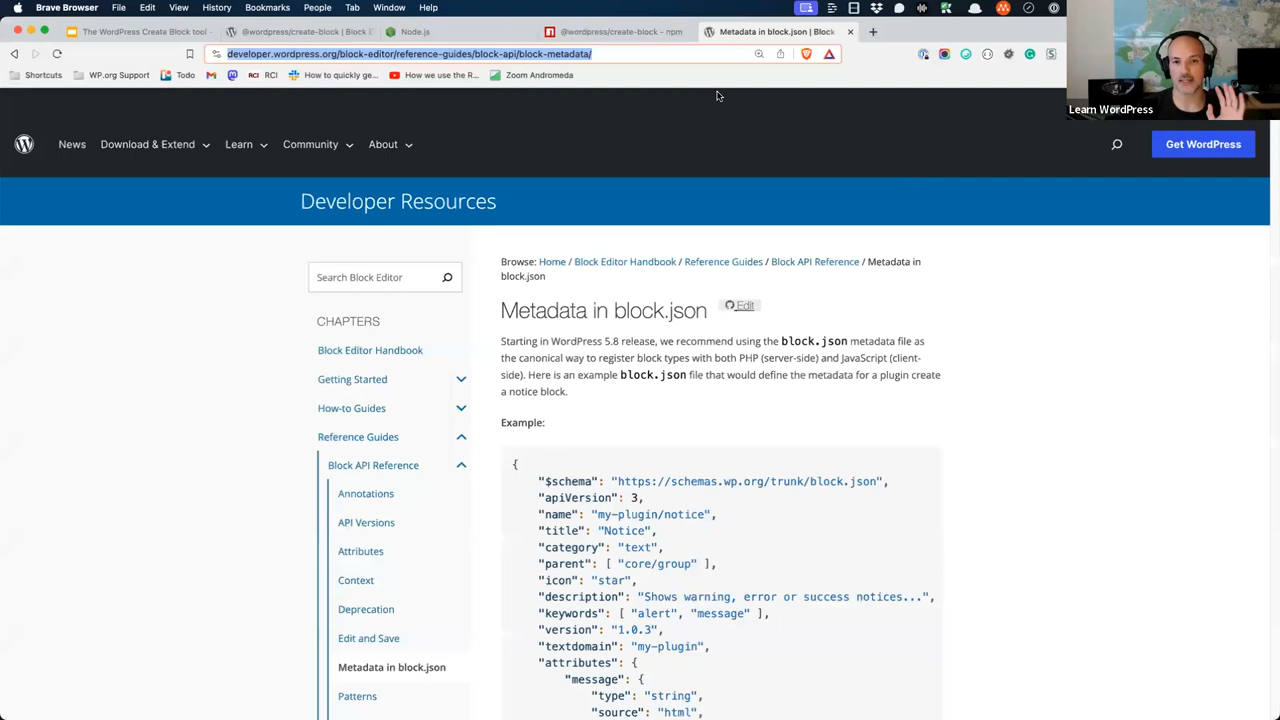 Brave Browser File Edit View History Bookmarks People Tab Window Help
The WordPress Create Block tool -
@wordpress/create-block | Block E
Node.js
@wordpress/create-block - npm
Metadata in block.json | Block
developer.wordpress.org/block-editor/reference-guides/block-api/block-metadata/
Shortcuts WP.org Support Todo RCI RCI How to quickly ge... How we use the R... Zoom Andromeda
Learn WordPress
News Download & Extend Learn Community About Get WordPress
Developer Resources
Search Block Editor
CHAPTERS
Block Editor Handbook
Getting Started
How-to Guides
Reference Guides
Block API Reference
Annotations
API Versions
Attributes
Context
Deprecation
Edit and Save
Metadata in block.json
Patterns
Browse: Home / Block Editor Handbook / Reference Guides / Block API Reference / Metadata in
block.json
Metadata in block.json Edit
Starting in WordPress 5.8 release, we recommend using the block.json metadata file as
the canonical way to register block types with both PHP (server-side) and JavaScript (client-
side). Here is an example block.json file that would define the metadata for a plugin create
a notice block.
Example:
{
"$schema": "https://schemas.wp.org/trunk/block.json",
"apiVersion": 3,
"name": "my-plugin/notice",
"title": "Notice",
"category": "text",
"parent": [ "core/group" ],
"icon": "star",
"description": "Shows warning, error or success notices...",
"keywords": [ "alert", "message" ],
"version": "1.0.3",
"textdomain": "my-plugin",
"attributes": {
"message": {
"type": "string",
"source": "html",